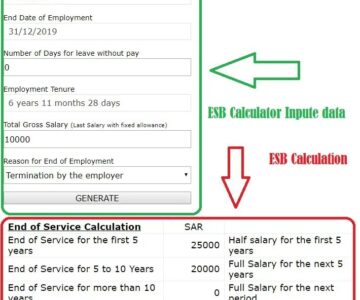 End Date of Employment
31/12/2019
Number of Days for leave without pay
0
Employment Tenure
6 years 11 months 28 days
Total Gross Salary (Last Salary with fixed allowance)
10000
Reason for End of Employment
Termination by the employer
GENERATE
ESB Calculator Inpute data
ESB Calculation
End of Service Calculation SAR
End of Service for the first 5 years 25000 Half salary for the first 5 years
End of Service for 5 to 10 Years 20000 Full Salary for the next 5 years
End of Service for more than 10 years 0 Full Salary for the next period